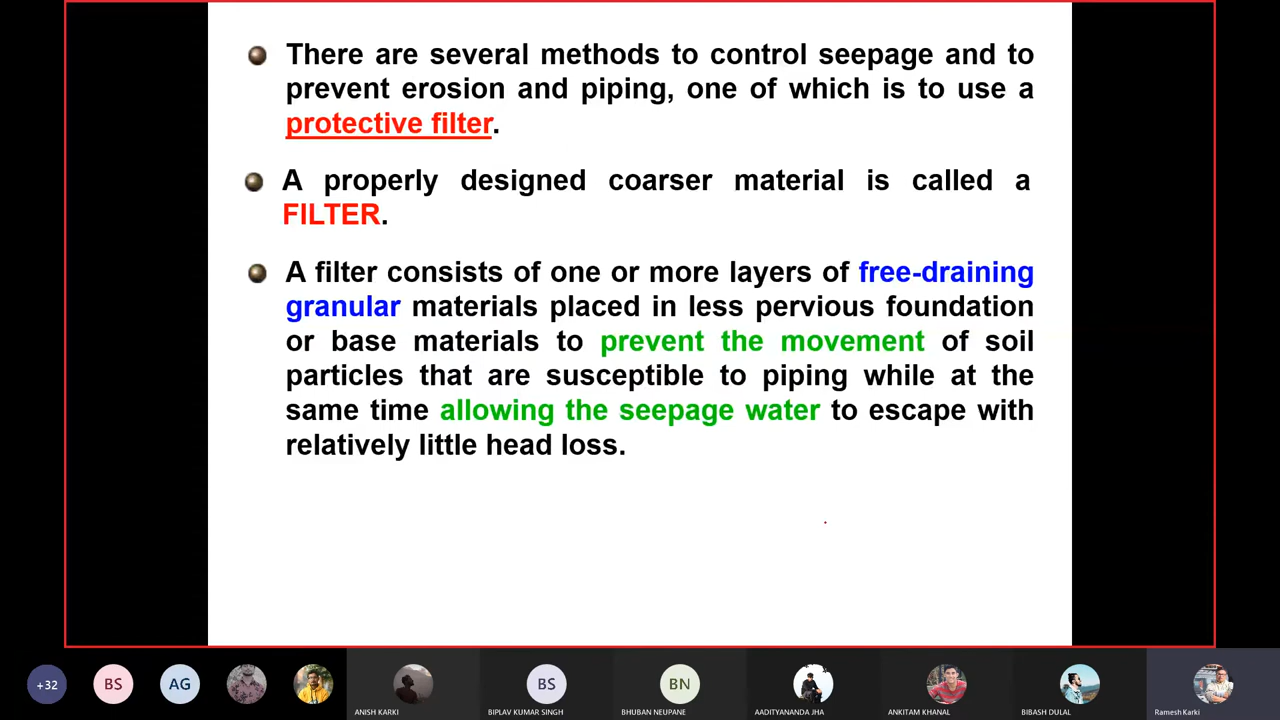 There are several methods to control seepage and to
prevent erosion and piping, one of which is to use a
protective filter.
A properly designed coarser material is called a
FILTER.
A filter consists of one or more layers of free-draining
granular materials placed in less pervious foundation
or base materials to prevent the movement of soil
particles that are susceptible to piping while at the
same time allowing the seepage water to escape with
relatively little head loss.
+32
BS
AG
BS
BN
ANISH KARKI
BIPLAV KUMAR SINGH
BHUBAN NEUPANE
AADITYANANDA JHA
ANKITAM KHANAL
BIBASH DULAL
Ramesh Karki